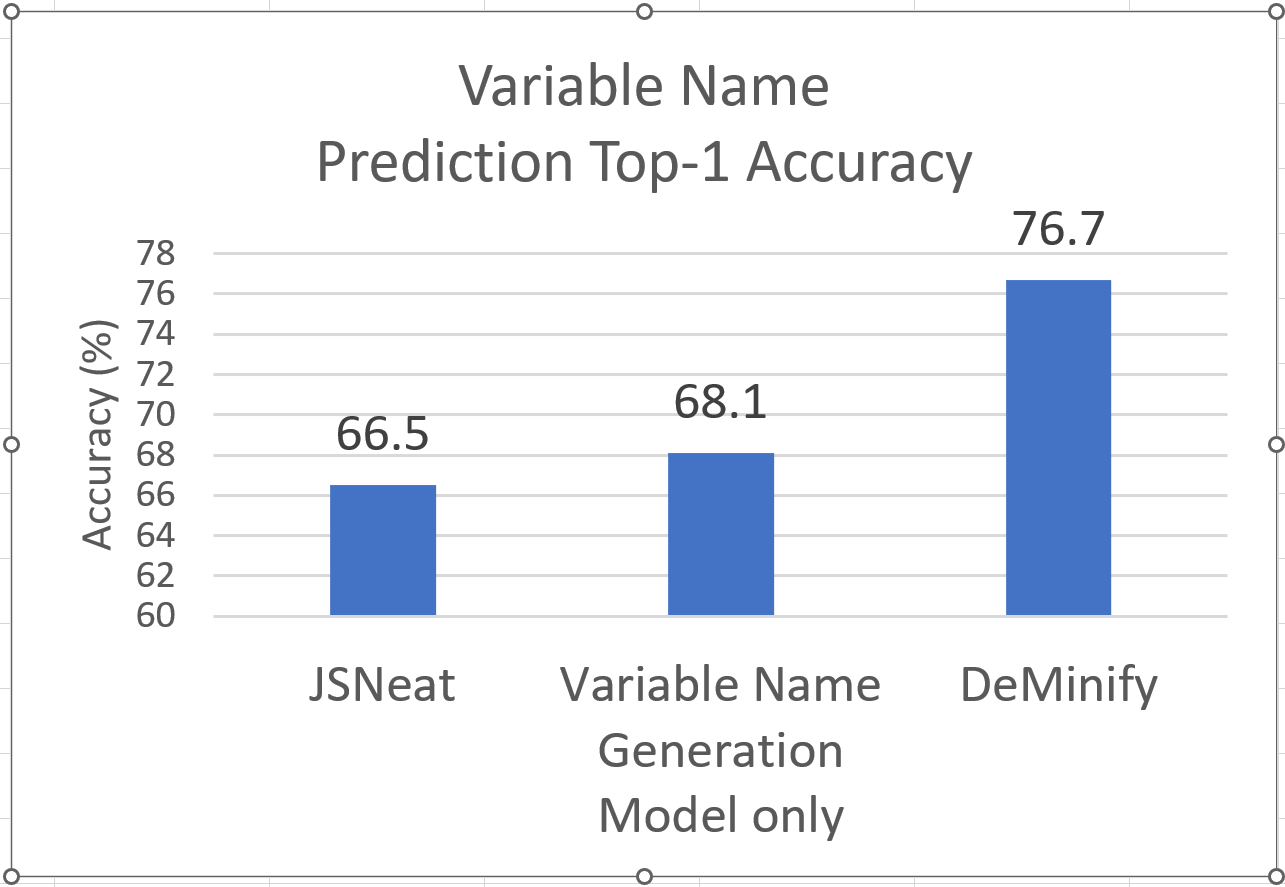 Variable Name
Prediction Top-1 Accuracy
76.7
78
76
74
72
70
68
66
64
62
60
Accuracy (%)
66.5
68.1
JSNeat
Variable Name
Generation
Model only
DeMinify